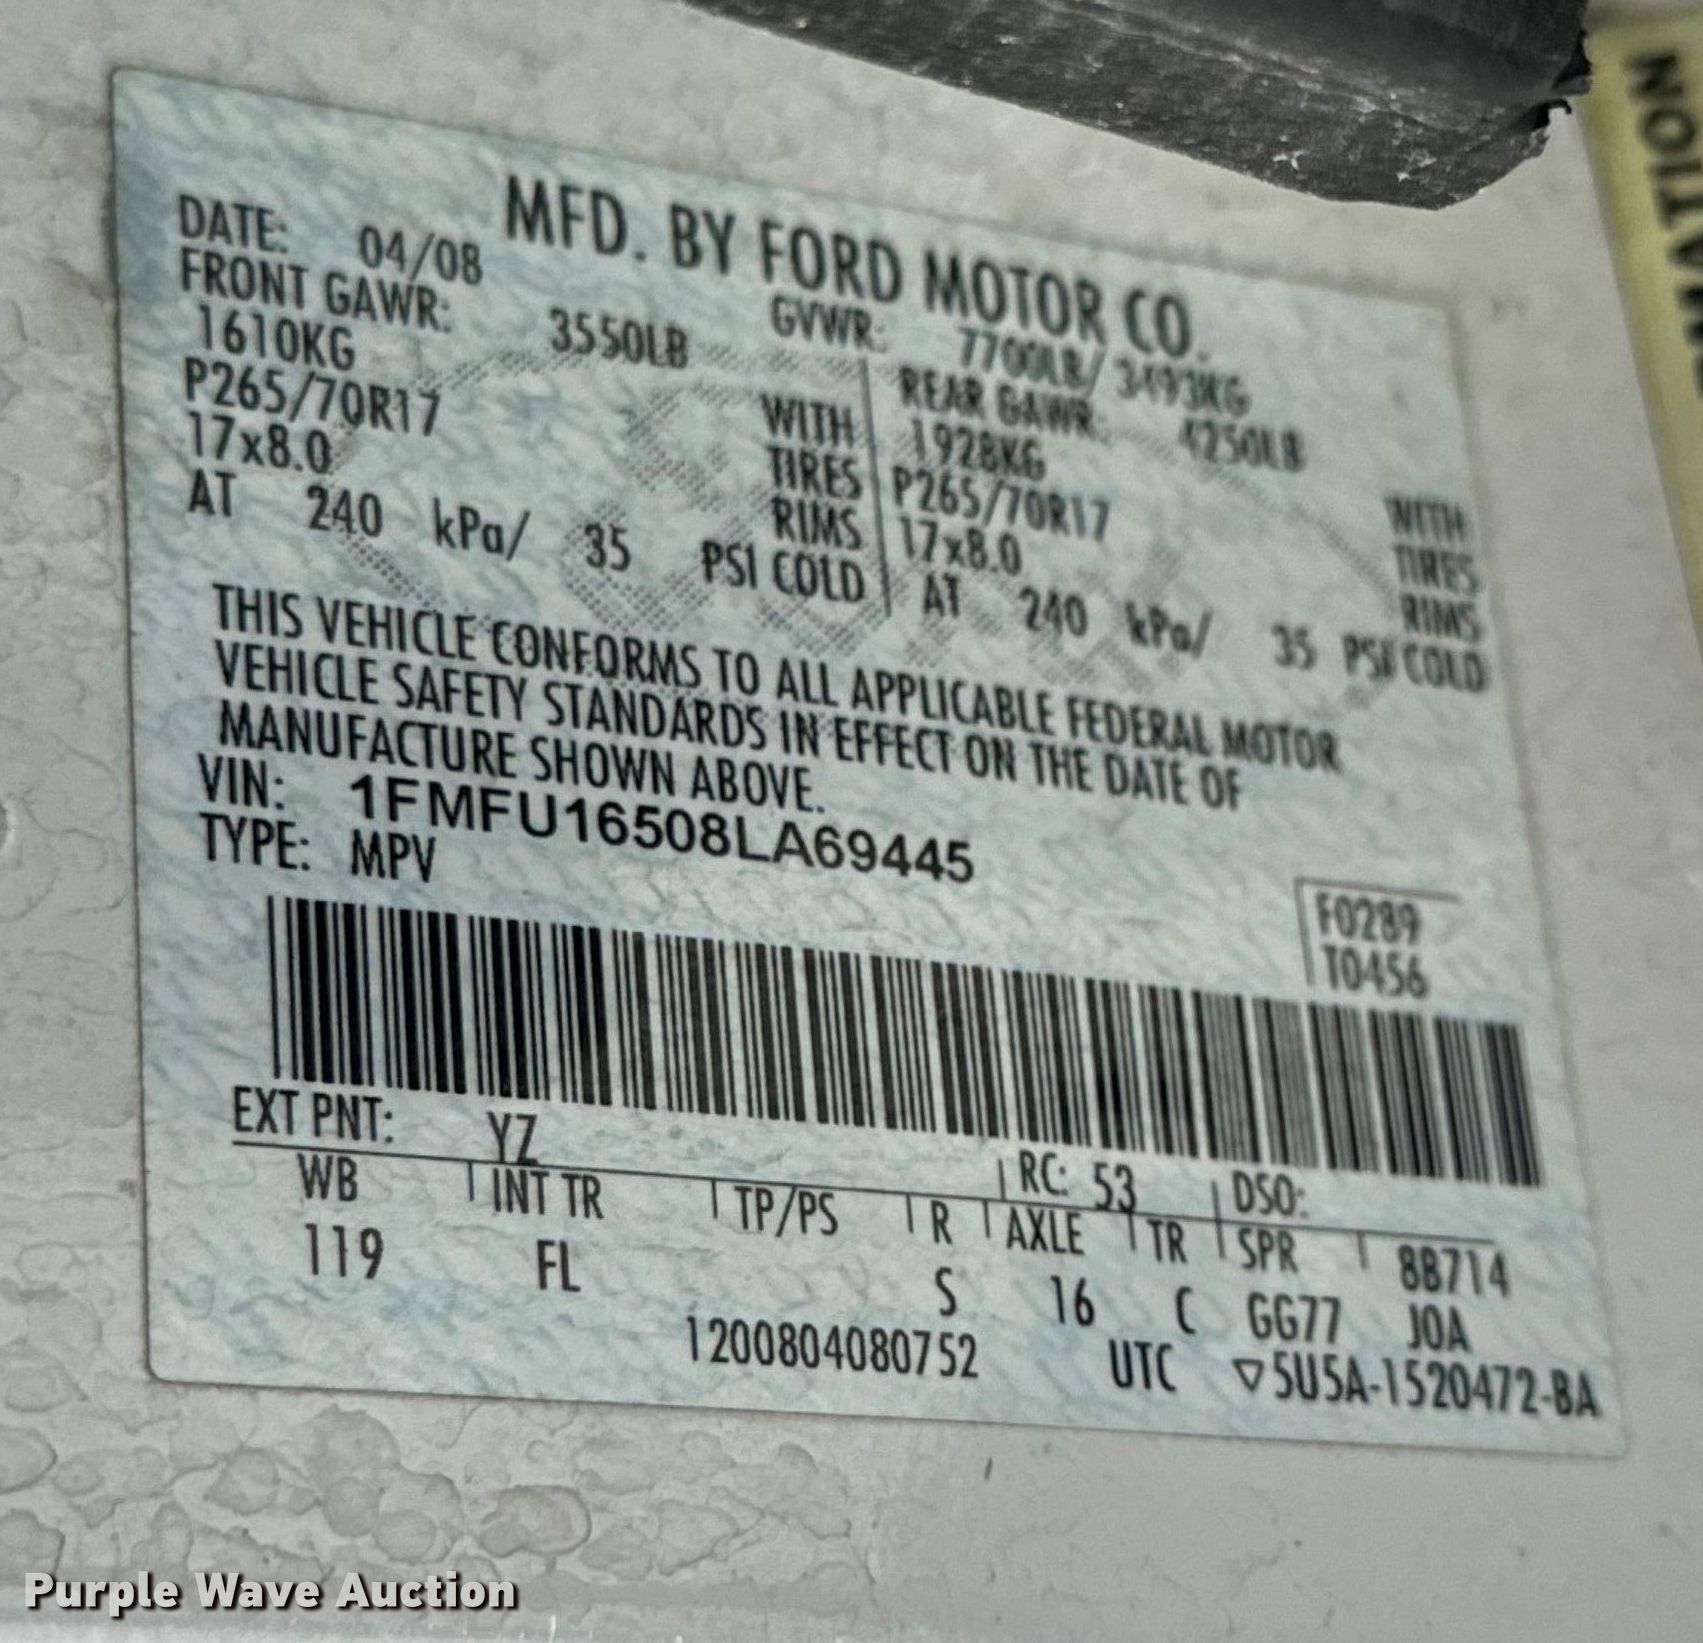 MFD. BY FORD MOTOR CO.
DATE: 04/08 GVWR: 7700LB/ 3493KG
FRONT GAWR: 3550LB REAR GAWR: 4250LB
1610KG WITH 1928KG WITH
P265/70R17 TIRES P265/70R17 TIRES
17x8.0 RIMS 17x8.0 RIMS
AT 240 kPa/ 35 PSI COLD AT 240 kPa/ 35 PSI COLD
THIS VEHICLE CONFORMS TO ALL APPLICABLE FEDERAL MOTOR
VEHICLE SAFETY STANDARDS IN EFFECT ON THE DATE OF
MANUFACTURE SHOWN ABOVE.
VIN: 1FMFU16508LA69445
TYPE: MPV
F0289
T0456
EXT PNT: YZ RC: 53 DSO:
WB INT TR TP/PS R AXLE TR SPR 8B714
119 FL S 16 C GG77 JOA
1200804080752 UTC ▽5U5A-1520472-BA
Purple Wave Auction